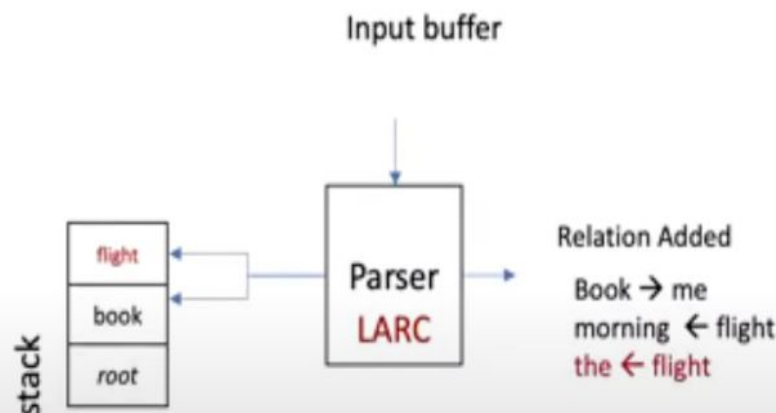 Input buffer
flight
book
root
stack
Parser
LARC
Relation Added
Book → me
morning ← flight
the ← flight